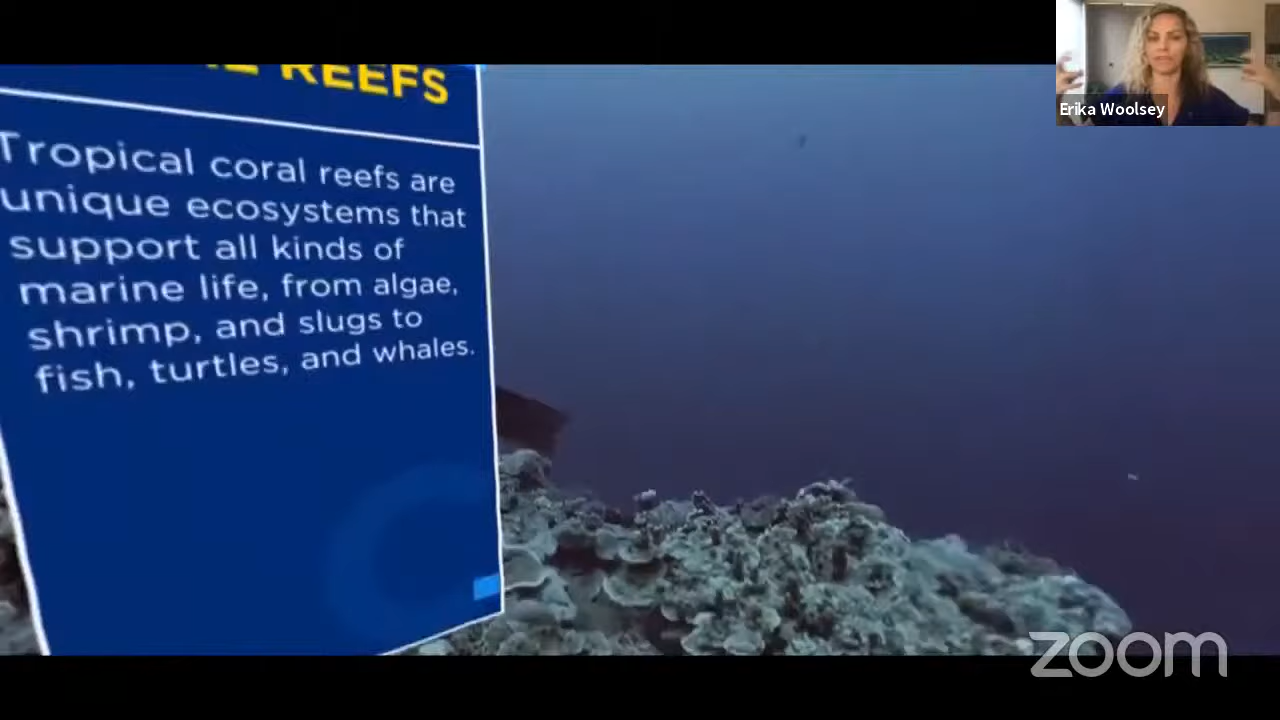 REEFS
Tropical coral reefs are
unique ecosystems that
support all kinds of
marine life, from algae,
shrimp, and slugs to
fish, turtles, and whales.
Erika Woolsey
zoom